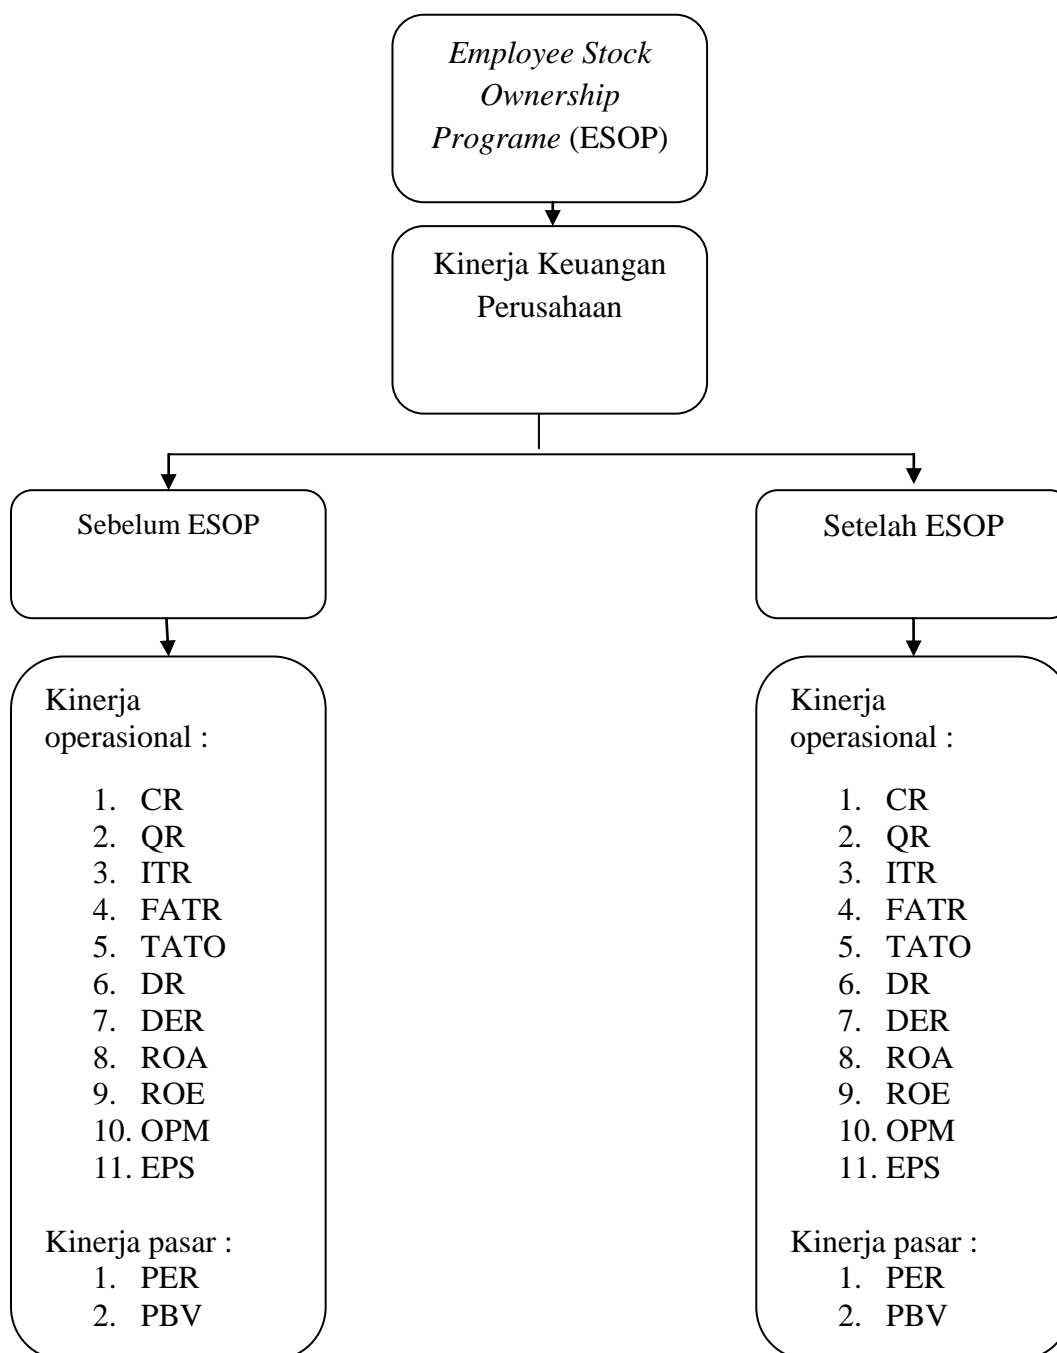 Employee Stock
Ownership
Programe (ESOP)
Kinerja Keuangan
Perusahaan
Sebelum ESOP
Setelah ESOP
Kinerja
operasional :
1. CR
2. QR
3. ITR
4. FATR
5. TATO
6. DR
7. DER
8. ROA
9. ROE
10. OPM
11. EPS
Kinerja pasar :
1. PER
2. PBV
Kinerja
operasional :
1. CR
2. QR
3. ITR
4. FATR
5. TATO
6. DR
7. DER
8. ROA
9. ROE
10. OPM
11. EPS
Kinerja pasar :
1. PER
2. PBV